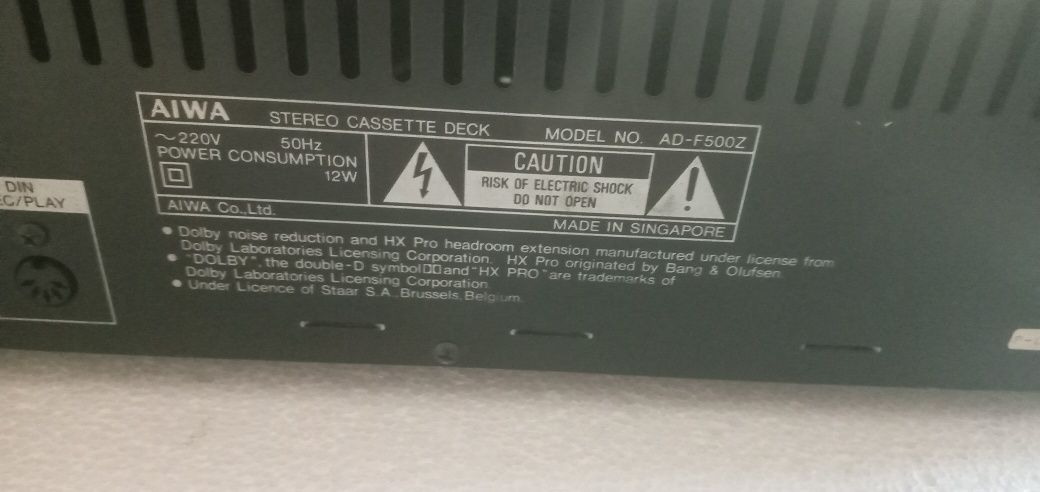 AIWA STEREO CASSETTE DECK MODEL NO. AD-F500Z
~220V 50Hz
POWER CONSUMPTION
12W
CAUTION
RISK OF ELECTRIC SHOCK
DO NOT OPEN
AIWA Co.,Ltd.
MADE IN SINGAPORE
DIN
EC/PLAY
● Dolby noise reduction and HX Pro headroom extension manufactured under license from
Dolby Laboratories Licensing Corporation. HX Pro originated by Bang & Olufsen.
● "DOLBY", the double-D symbol and "HX PRO" are trademarks of
Dolby Laboratories Licensing Corporation.
● Under Licence of Staar S.A., Brussels, Belgium.